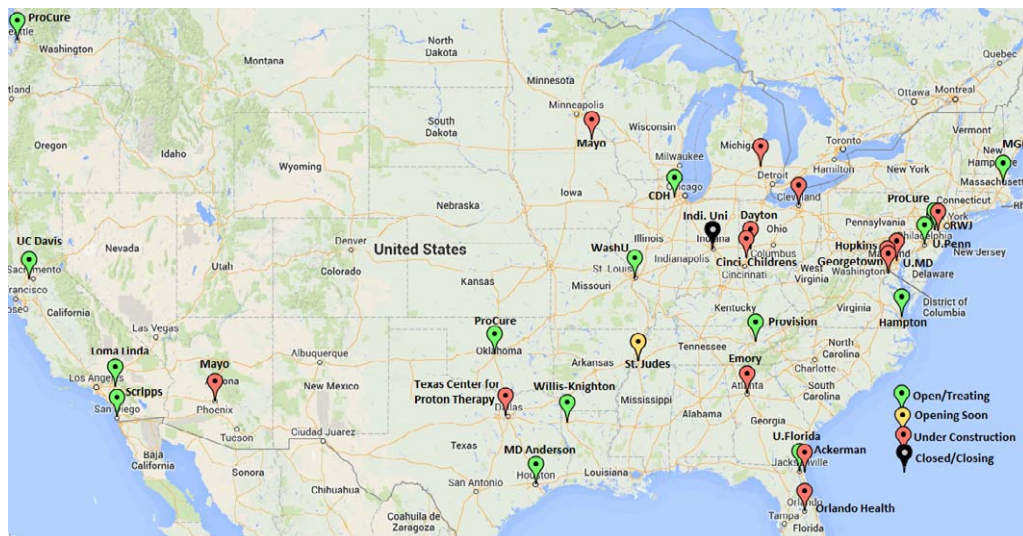 ProCure
Washington
Montana
North
Dakota
Quebec
Ottawa
Montreal
Minnesota
Minneapolis
Mayo
South
Dakota
Wisconsin
Vermont
MGH
New
Hampshire
Massachusetts
Toronto
Hamilton
Oregon
Idaho
Wyoming
Milwaukee
Detroit
New York
Iowa
CDH
Chicago
Cleveland
ProCure
Connecticut
York
RWJ
Pennsylvania
Philadelphia
U.Penn
New Jersey
UC Davis
Sacramento
Nebraska
Nevada
Utah
Denver
United States
Colorado
Kansas
WashU
St. Louis
Missouri
Illinois
Indi. Uni
Indiana
Indianapolis
Dayton
Ohio
Columbus
Cinci. Childrens
Cincinnati
West
Virginia
Hopkins
Georgetown
Washington
U.MD
Delaware
District of
Columbia
California
Las Vegas
Kentucky
Virginia
Hampton
Loma Linda
Scripps
San Diego
Mayo
Phoenix
Tucson
Albuquerque
New Mexico
ProCure
Oklahoma
Arkansas
St. Judes
Tennessee
Provision
North
Carolina
Charlotte
South
Carolina
Emory
Atlanta
Texas Center for
Proton Therapy
Dallas
Willis-Knighton
Mississippi
Alabama
Georgia
Open/Treating
Opening Soon
Under Construction
Closed/Closing
Baja
California
Ciudad Juarez
Sonora
Chihuahua
Texas
San Antonio
MD Anderson
Houston
Louisiana
U.Florida
Ackerman
Orlando Health
Tampa
Florida
Coahuila de
Zaragoza